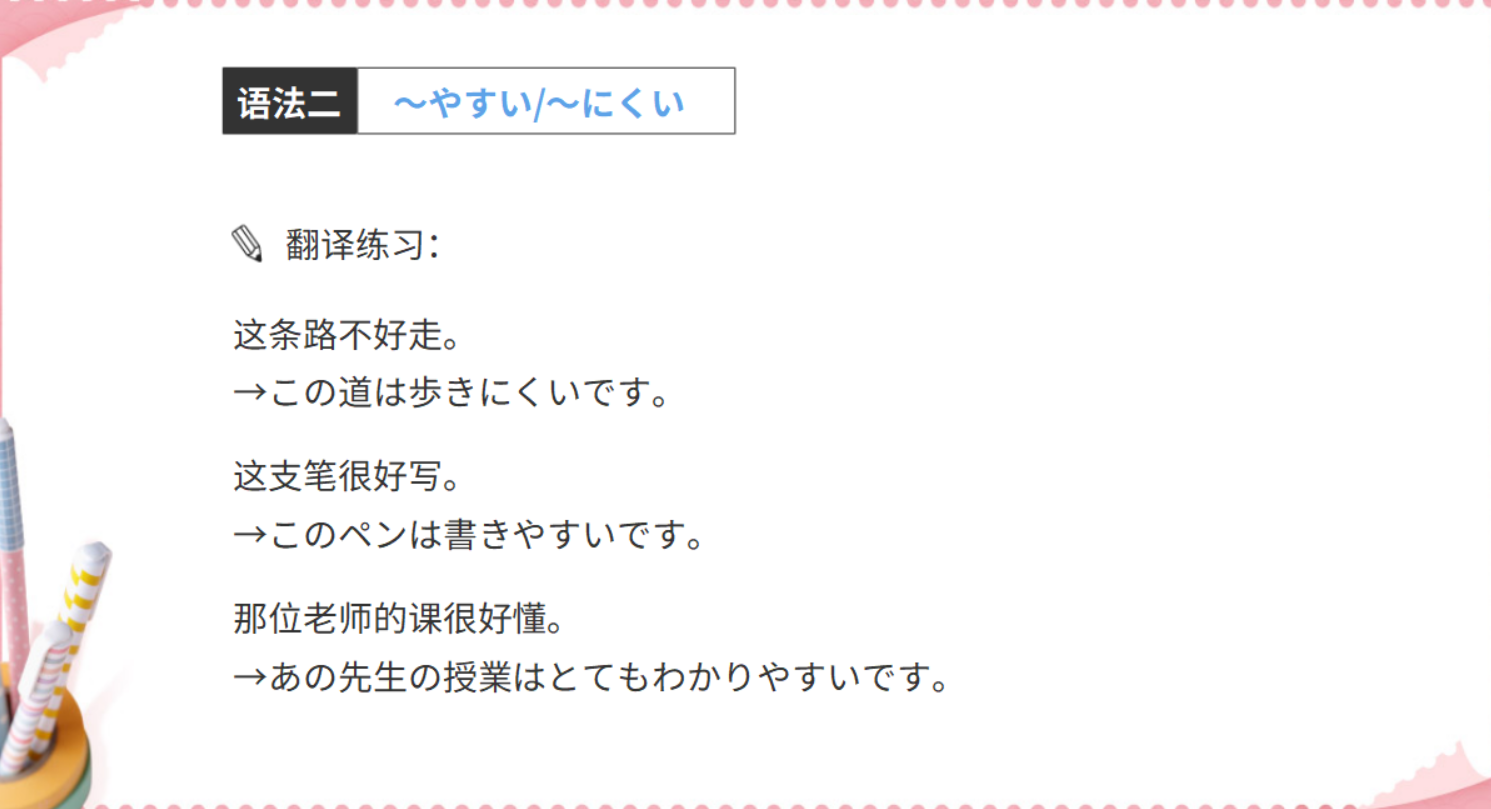 语法二 ～やすい/～にくい
翻译练习：
这条路不好走。
→この道は歩きにくいです。
这支笔很好写。
→このペンは書きやすいです。
那位老师的课很好懂。
→あの先生の授業はとてもわかりやすいです。